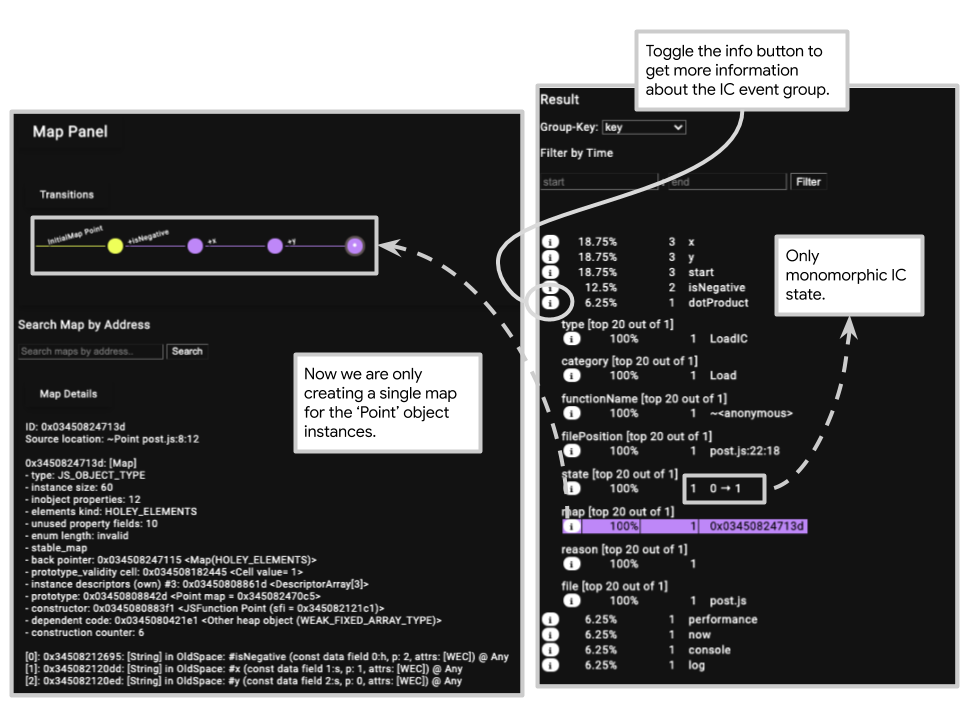 Toggle the info button to
get more information
about the IC event group.
Map Panel
Transitions
InitialMap Point
+isNegative
+x
+y
Search Map by Address
Search maps by address..
Search
Map Details
Now we are only
creating a single map
for the ‘Point’ object
instances.
ID: 0x03450824713d
Source location: ~Point post.js:8:12
0x3450824713d: [Map]
- type: JS_OBJECT_TYPE
- instance size: 60
- inobject properties: 12
- elements kind: HOLEY_ELEMENTS
- unused property fields: 10
- enum length: invalid
- stable_map
- back pointer: 0x034508247115 <Map(HOLEY_ELEMENTS)>
- prototype_validity cell: 0x034508182445 <Cell value= 1>
- instance descriptors (own) #3: 0x03450808861d <DescriptorArray[3]>
- prototype: 0x03450808842d <Point map = 0x345082470c5>
- constructor: 0x0345080883f1 <JSFunction Point (sfi = 0x345082121c1)>
- dependent code: 0x0345080421e1 <Other heap object (WEAK_FIXED_ARRAY_TYPE)>
- construction counter: 6
[0]: 0x34508212695: [String] in OldSpace: #isNegative (const data field 0:h, p: 2, attrs: [WEC]) @ Any
[1]: 0x345082120dd: [String] in OldSpace: #x (const data field 1:s, p: 1, attrs: [WEC]) @ Any
[2]: 0x345082120ed: [String] in OldSpace: #y (const data field 2:s, p: 0, attrs: [WEC]) @ Any
Result
Group-Key: key
Filter by Time
start
end
Filter
i 18.75% 3 x
i 18.75% 3 y
i 18.75% 3 start
i 12.5% 2 isNegative
i 6.25% 1 dotProduct
Only
monomorphic IC
state.
type [top 20 out of 1]
i 100% 1 LoadIC
category [top 20 out of 1]
i 100% 1 Load
functionName [top 20 out of 1]
i 100% 1 ~<anonymous>
filePosition [top 20 out of 1]
i 100% 1 post.js:22:18
state [top 20 out of 1]
i 100% 1 0 → 1
map [top 20 out of 1]
i 100% 1 0x03450824713d
reason [top 20 out of 1]
i 100% 1
file [top 20 out of 1]
i 100% 1 post.js
i 6.25% 1 performance
i 6.25% 1 now
i 6.25% 1 console
i 6.25% 1 log